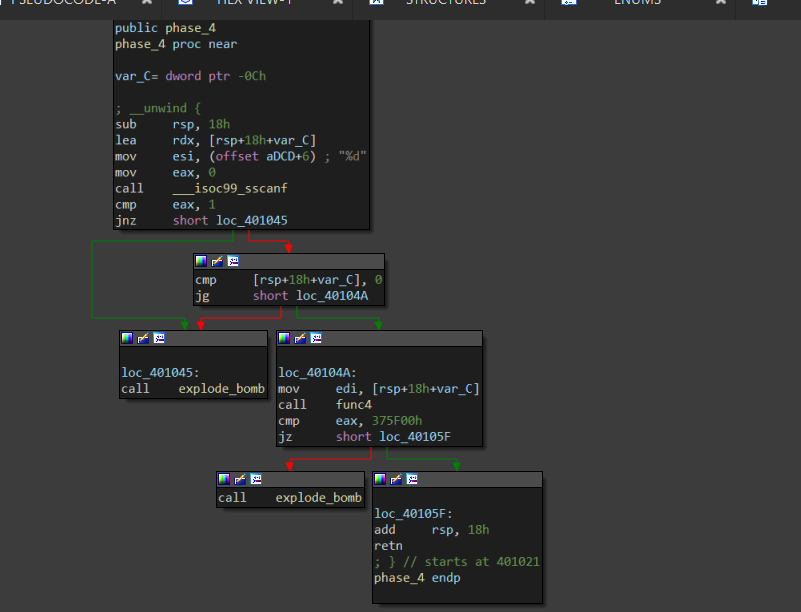 PSEUDOCODE-A HEX VIEW-1 STRUCTURES ENUMS
public phase_4
phase_4 proc near
var_C= dword ptr -0Ch
; __unwind {
sub rsp, 18h
lea rdx, [rsp+18h+var_C]
mov esi, (offset aDCD+6) ; "%d"
mov eax, 0
call ___isoc99_sscanf
cmp eax, 1
jnz short loc_401045
cmp [rsp+18h+var_C], 0
jg short loc_40104A
loc_401045:
call explode_bomb
loc_40104A:
mov edi, [rsp+18h+var_C]
call func4
cmp eax, 375F00h
jz short loc_40105F
call explode_bomb
loc_40105F:
add rsp, 18h
retn
; } // starts at 401021
phase_4 endp